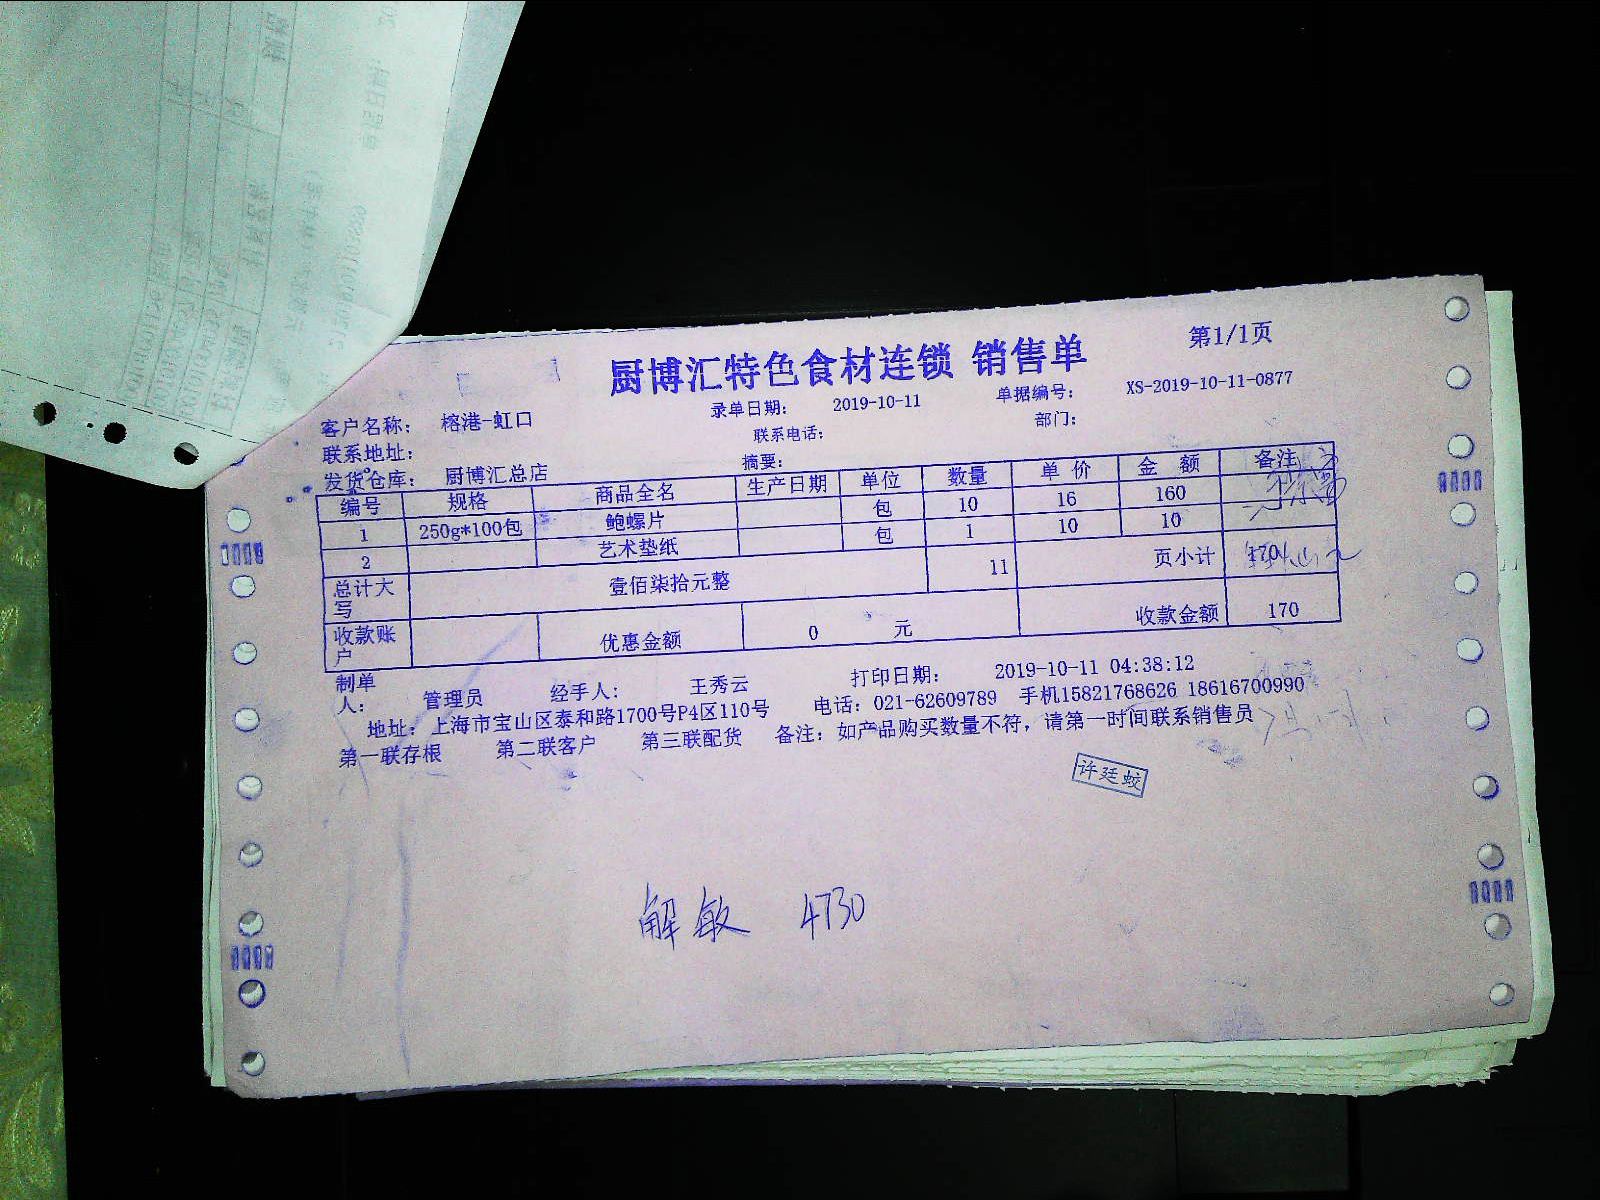 第1/1页
厨博汇特色食材连锁 销售单
客户名称： 榕港-虹口 录单日期： 2019-10-11 单据编号： XS-2019-10-11-0877
联系地址： 联系电话： 部门：
发货仓库： 厨博汇总店 摘要：
编号 规格 商品全名 生产日期 单位 数量 单价 金额 备注
1 250g*100包 鲍螺片 包 10 16 160
2 艺术垫纸 包 1 10 10
总计大写 壹佰柒拾元整 11 页小计
收款账户 优惠金额 0 元 收款金额 170
制单人： 管理员 经手人： 王秀云 打印日期： 2019-10-11 04:38:12
地址：上海市宝山区泰和路1700号P4区110号 电话：021-62609789 手机15821768626 18616700990
第一联存根 第二联客户 第三联配货 备注：如产品购买数量不符，请第一时间联系销售员
许廷蛟
解敏 4730